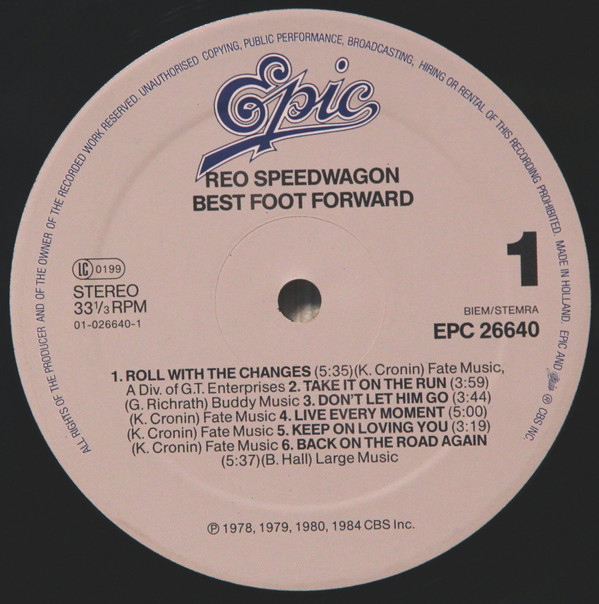 ALL RIGHTS OF THE PRODUCER AND OF THE OWNER OF THE RECORDED WORK RESERVED. UNAUTHORISED COPYING, PUBLIC PERFORMANCE, BROADCASTING, HIRING OR RENTAL OF THIS RECORDING PROHIBITED. MADE IN HOLLAND. EPIC AND Epic ® CBS INC.
Epic
REO SPEEDWAGON
BEST FOOT FORWARD
1
LC 0199
STEREO
33 1/3 RPM
01-026640-1
BIEM/STEMRA
EPC 26640
1. ROLL WITH THE CHANGES (5:35)(K. Cronin) Fate Music,
A Div. of G.T. Enterprises 2. TAKE IT ON THE RUN (3:59)
(G. Richrath) Buddy Music 3. DON'T LET HIM GO (3:44)
(K. Cronin) Fate Music 4. LIVE EVERY MOMENT (5:00)
(K. Cronin) Fate Music 5. KEEP ON LOVING YOU (3:19)
(K. Cronin) Fate Music 6. BACK ON THE ROAD AGAIN
(5:37)(B. Hall) Large Music
℗ 1978, 1979, 1980, 1984 CBS Inc.